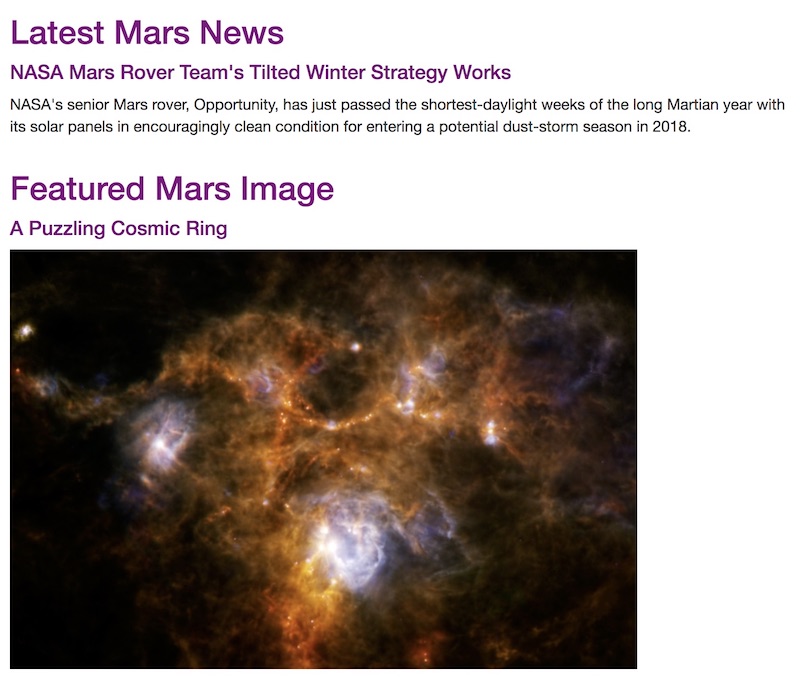 Latest Mars News
NASA Mars Rover Team's Tilted Winter Strategy Works
NASA's senior Mars rover, Opportunity, has just passed the shortest-daylight weeks of the long Martian year with
its solar panels in encouragingly clean condition for entering a potential dust-storm season in 2018.
Featured Mars Image
A Puzzling Cosmic Ring